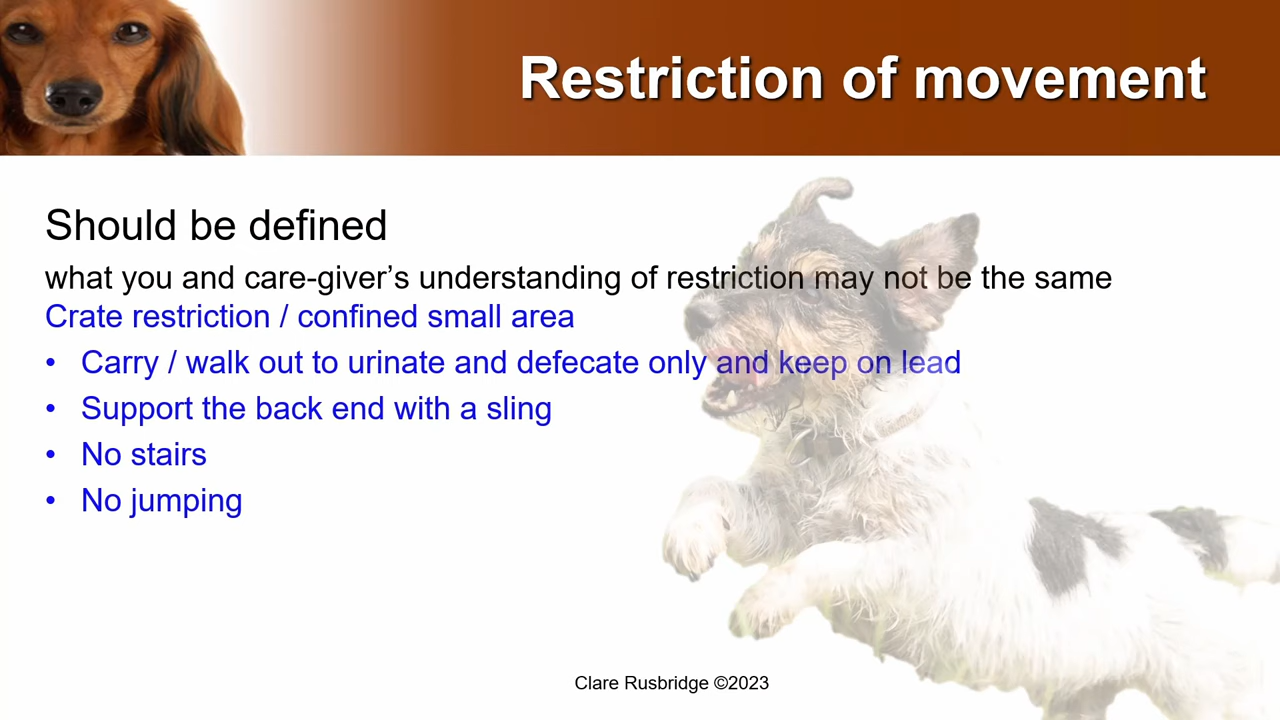 Restriction of movement
Should be defined
what you and care-giver’s understanding of restriction may not be the same
Crate restriction / confined small area
• Carry / walk out to urinate and defecate only and keep on lead
• Support the back end with a sling
• No stairs
• No jumping
Clare Rusbridge ©2023